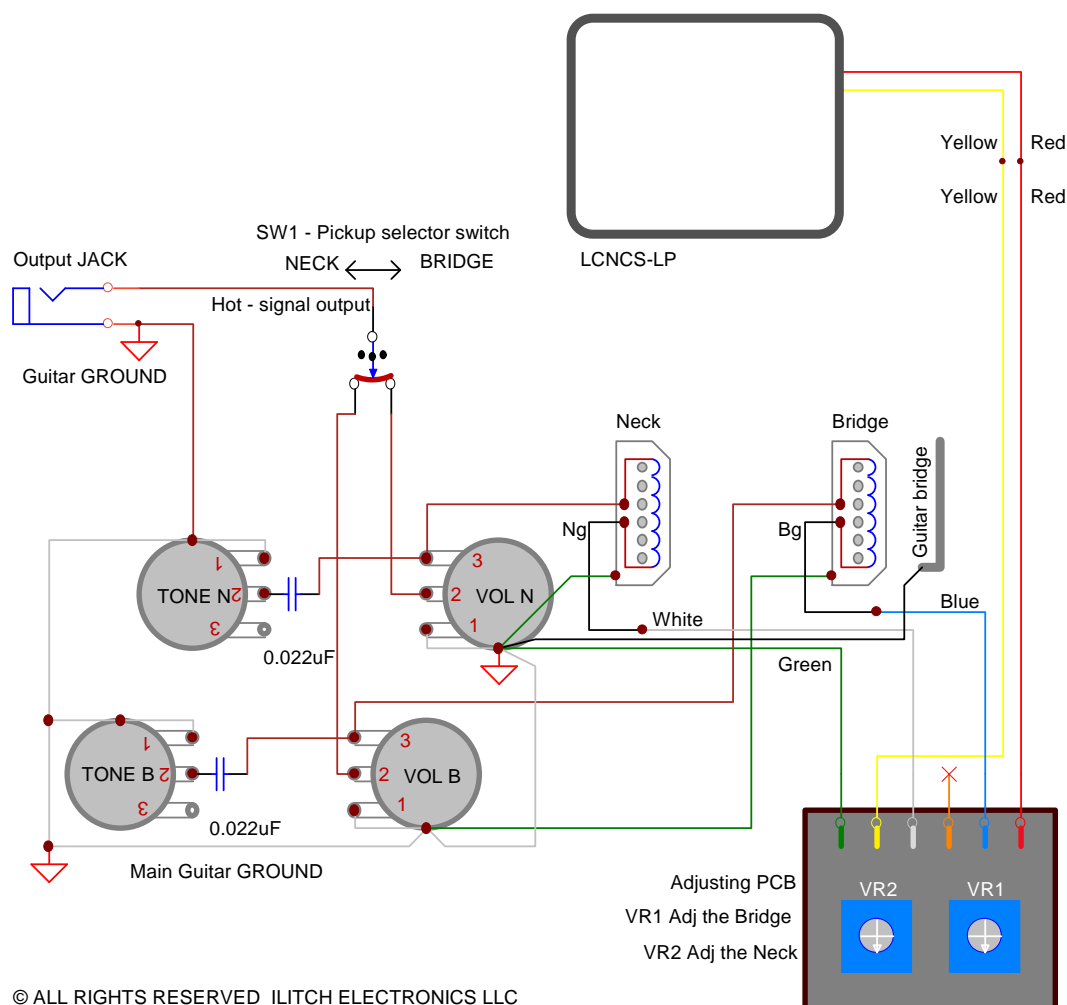 Yellow Red
Yellow Red
SW1 - Pickup selector switch
Output JACK
NECK BRIDGE
LCNCS-LP
Hot - signal output
Guitar GROUND
Neck
Bridge
Guitar bridge
Ng
Bg
1
TONE N 2
3
3
2 VOL N
1
0.022uF
White
Blue
Green
1
TONE B 2
3
3
2 VOL B
1
0.022uF
Main Guitar GROUND
Adjusting PCB
VR2 VR1
VR1 Adj the Bridge
VR2 Adj the Neck
© ALL RIGHTS RESERVED ILITCH ELECTRONICS LLC